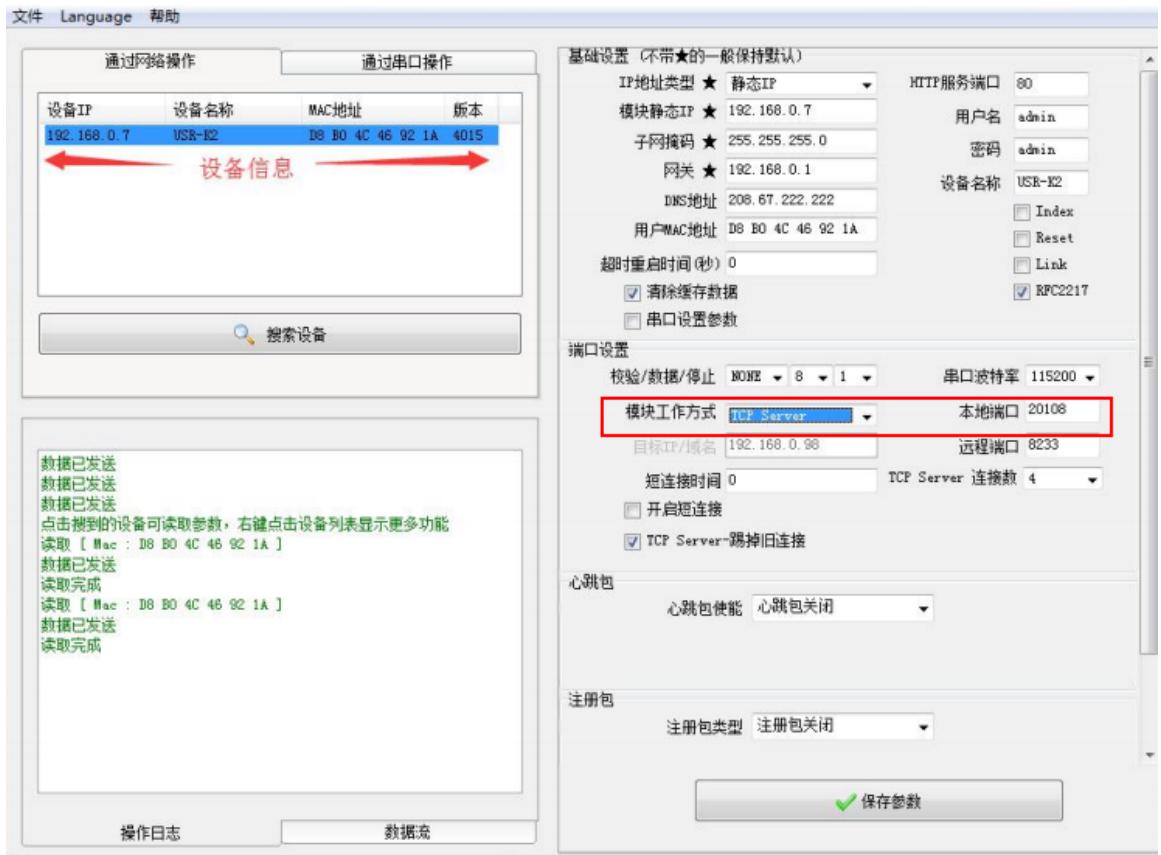 文件 Language 帮助
通过网络操作 通过串口操作
设备IP 设备名称 MAC地址 版本
192.168.0.7 USR-K2 D8 B0 4C 46 92 1A 4015
设备信息
搜索设备
数据已发送
数据已发送
数据已发送
点击搜到的设备可读取参数，右键点击设备列表显示更多功能
读取 [ Mac : D8 B0 4C 46 92 1A ]
数据已发送
读取完成
读取 [ Mac : D8 B0 4C 46 92 1A ]
数据已发送
读取完成
操作日志 数据流
基础设置 (不带★的一般保持默认)
IP地址类型 ★ 静态IP HTTP服务端口 80
模块静态IP ★ 192.168.0.7 用户名 admin
子网掩码 ★ 255.255.255.0 密码 admin
网关 ★ 192.168.0.1 设备名称 USR-K2
DNS地址 208.67.222.222 Index
用户MAC地址 D8 B0 4C 46 92 1A Reset
超时重启时间(秒) 0 Link
清除缓存数据 RFC2217
串口设置参数
端口设置
校验/数据/停止 NONE 8 1 串口波特率 115200
模块工作方式 TCP Server 本地端口 20108
目标IP/域名 192.168.0.98 远程端口 8233
短连接时间 0 TCP Server 连接数 4
开启短连接
TCP Server-踢掉旧连接
心跳包
心跳包使能 心跳包关闭
注册包
注册包类型 注册包关闭
保存参数